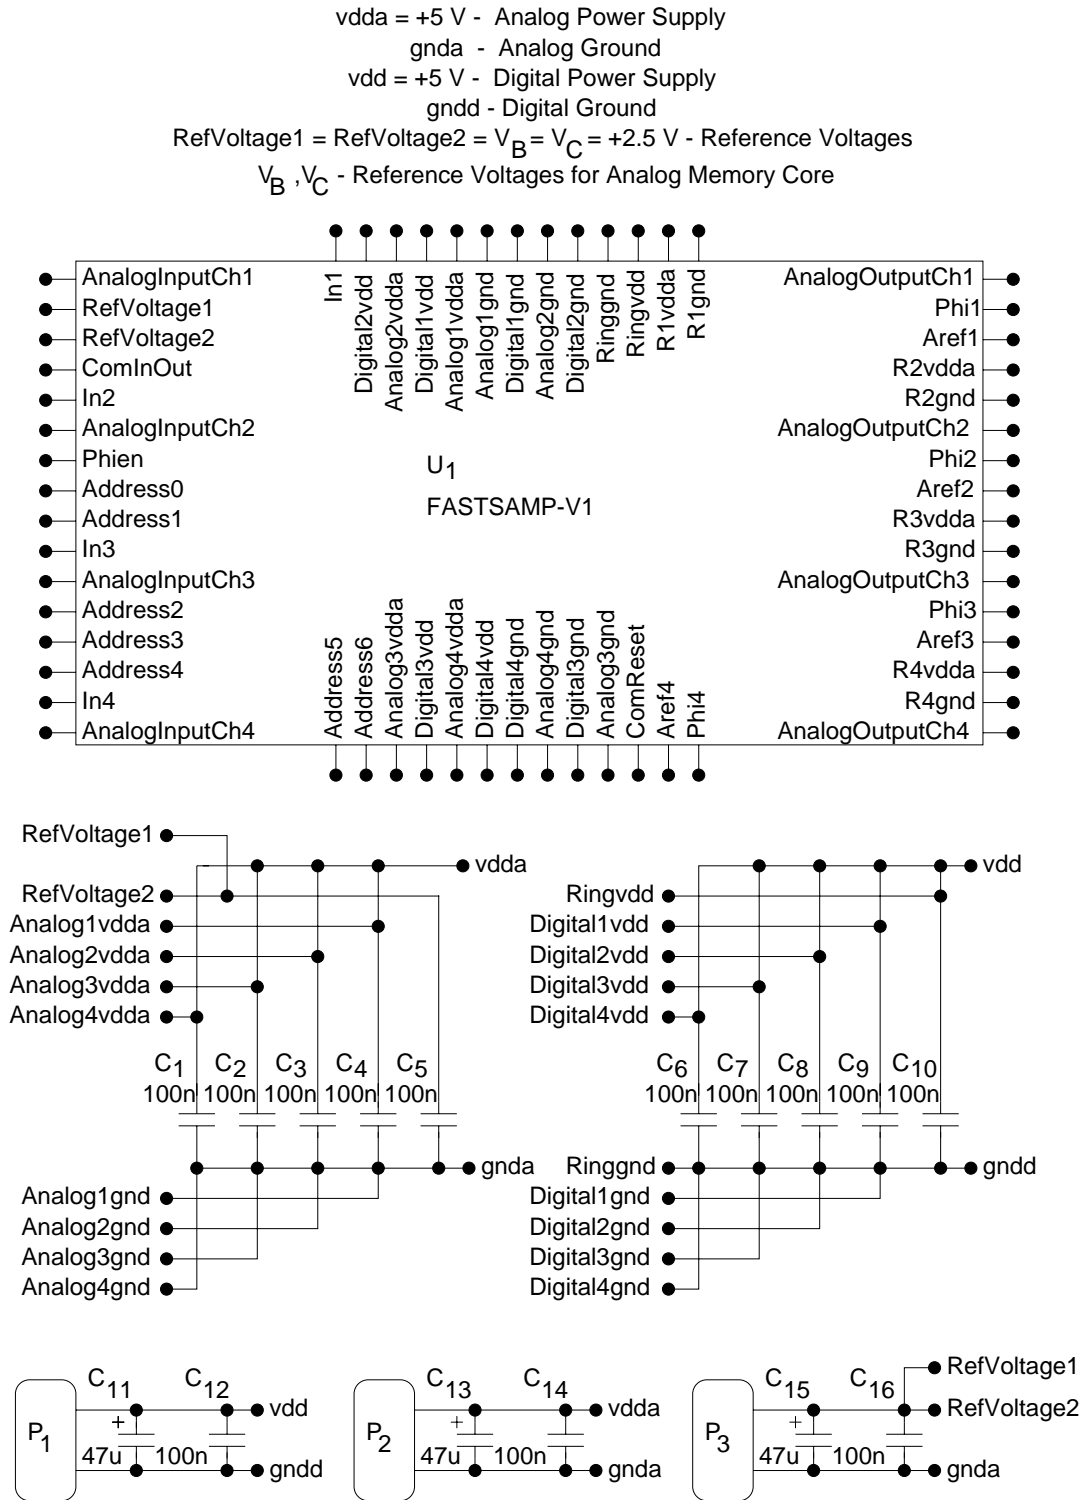 vdda = +5 V - Analog Power Supply
gnda - Analog Ground
vdd = +5 V - Digital Power Supply
gndd - Digital Ground
RefVoltage1 = RefVoltage2 = VB = VC = +2.5 V - Reference Voltages
VB ,VC - Reference Voltages for Analog Memory Core
In1
Digital2vdd
Analog2vdda
Digital1vdd
Analog1vdda
Analog1gnd
Digital1gnd
Analog2gnd
Digital2gnd
Ringgnd
Ringvdd
R1vdda
R1gnd
AnalogInputCh1
RefVoltage1
RefVoltage2
ComInOut
In2
AnalogInputCh2
Phien
Address0
Address1
In3
AnalogInputCh3
Address2
Address3
Address4
In4
AnalogInputCh4
U1
FASTSAMP-V1
AnalogOutputCh1
Phi1
Aref1
R2vdda
R2gnd
AnalogOutputCh2
Phi2
Aref2
R3vdda
R3gnd
AnalogOutputCh3
Phi3
Aref3
R4vdda
R4gnd
AnalogOutputCh4
Address5
Address6
Analog3vdda
Digital3vdd
Analog4vdda
Digital4vdd
Digital4gnd
Analog4gnd
Digital3gnd
Analog3gnd
ComReset
Aref4
Phi4
RefVoltage1
vdda
RefVoltage2
Analog1vdda
Analog2vdda
Analog3vdda
Analog4vdda
C1 C2 C3 C4 C5
100n 100n 100n 100n 100n
gnda
Analog1gnd
Analog2gnd
Analog3gnd
Analog4gnd
vdd
Ringvdd
Digital1vdd
Digital2vdd
Digital3vdd
Digital4vdd
C6 C7 C8 C9 C10
100n 100n 100n 100n 100n
Ringgnd
gndd
Digital1gnd
Digital2gnd
Digital3gnd
Digital4gnd
P1
C11 C12
+
47u 100n
vdd
gndd
P2
C13 C14
+
47u 100n
vdda
gnda
P3
C15 C16
+
47u 100n
RefVoltage1
RefVoltage2
gnda